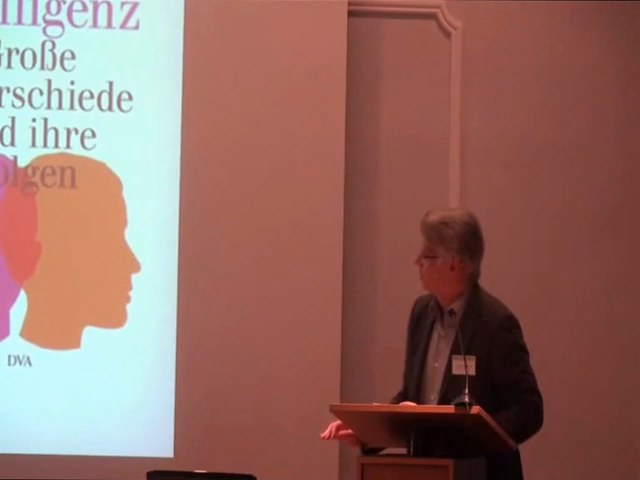 lligenz
Große
rschiede
d ihre
olgen
DVA